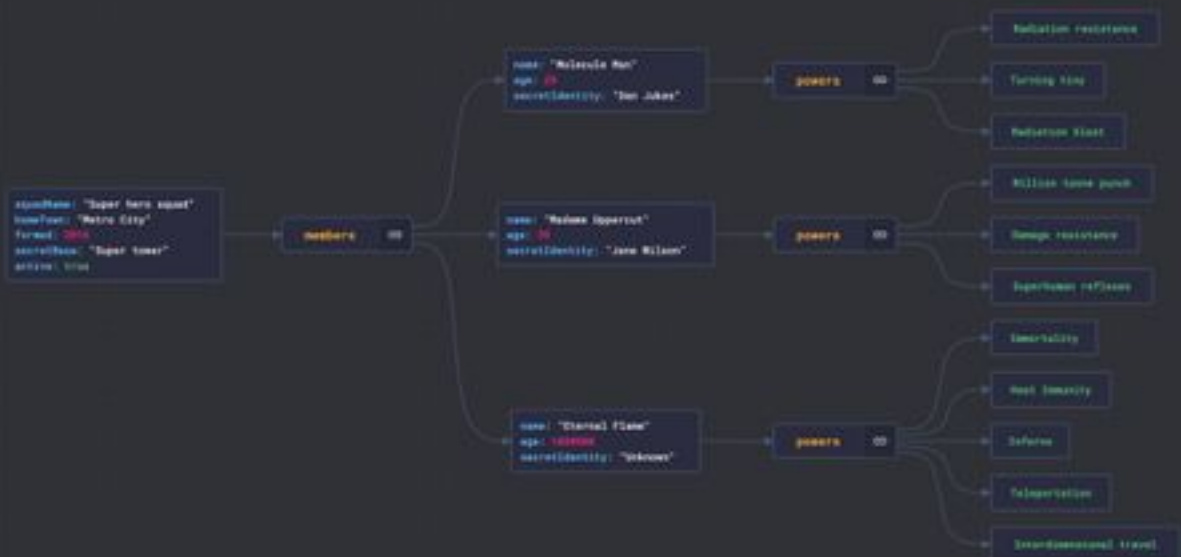 squadName: "Super hero squad"
homeTown: "Metro City"
formed: 2016
secretBase: "Super tower"
active: true
members
name: "Molecule Man"
age: 29
secretIdentity: "Dan Jukes"
powers
Radiation resistance
Turning tiny
Radiation blast
name: "Madame Uppercut"
age: 39
secretIdentity: "Jane Wilson"
powers
Million tonne punch
Damage resistance
Superhuman reflexes
name: "Eternal Flame"
age: 1000000
secretIdentity: "Unknown"
powers
Immortality
Heat Immunity
Inferno
Teleportation
Interdimensional travel